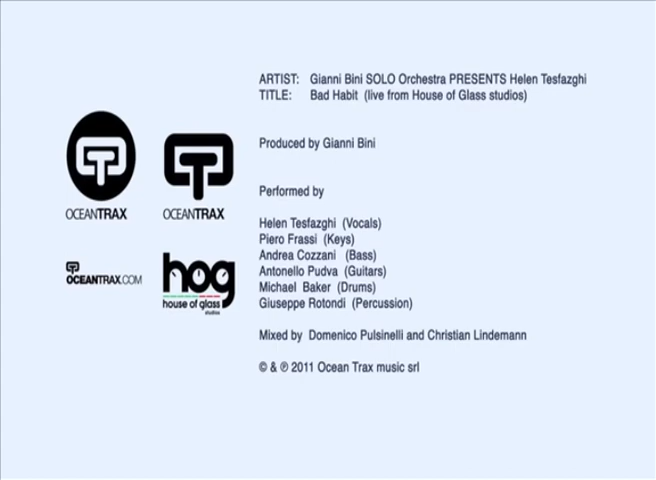 ARTIST: Gianni Bini SOLO Orchestra PRESENTS Helen Tesfazghi
TITLE: Bad Habit (live from House of Glass studios)
Produced by Gianni Bini
Performed by
Helen Tesfazghi (Vocals)
Piero Frassi (Keys)
Andrea Cozzani (Bass)
Antonello Pudva (Guitars)
Michael Baker (Drums)
Giuseppe Rotondi (Percussion)
Mixed by Domenico Pulsinelli and Christian Lindemann
© & ℗ 2011 Ocean Trax music srl
OCEANTRAX
OCEANTRAX
OCEANTRAX.COM
hog
house of glass
studios